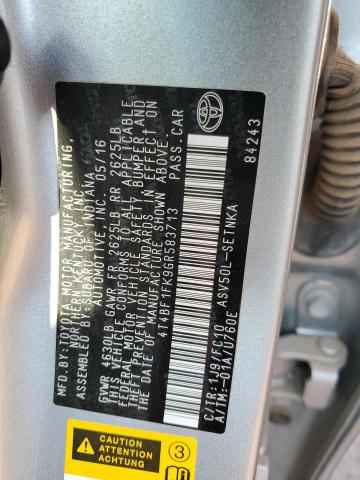 MFD. BY:TOYOTA MOTOR MANUFACTURING,
NORTHERN KENTUCKY, INC.
ASSEMBLED BY:SUBARU OF INDIANA
AUTOMOTIVE, INC. 05/16
GVWR 4630LB GAWR FR 2625LB RR 2625LB
THIS VEHICLE CONFORMS TO ALL APPLICABLE
FEDERAL MOTOR VEHICLE SAFETY, BUMPER, AND
THEFT PREVENTION STANDARDS IN EFFECT ON
THE DATE OF MANUFACTURE SHOWN ABOVE.
4T4BF1FK9GR583713 PASS.CAR
C/TR:1J9/FC10 ASV50L-SETNKA
A/TM:-01A/U760E
84243
CAUTION
ATTENTION
ACHTUNG
3